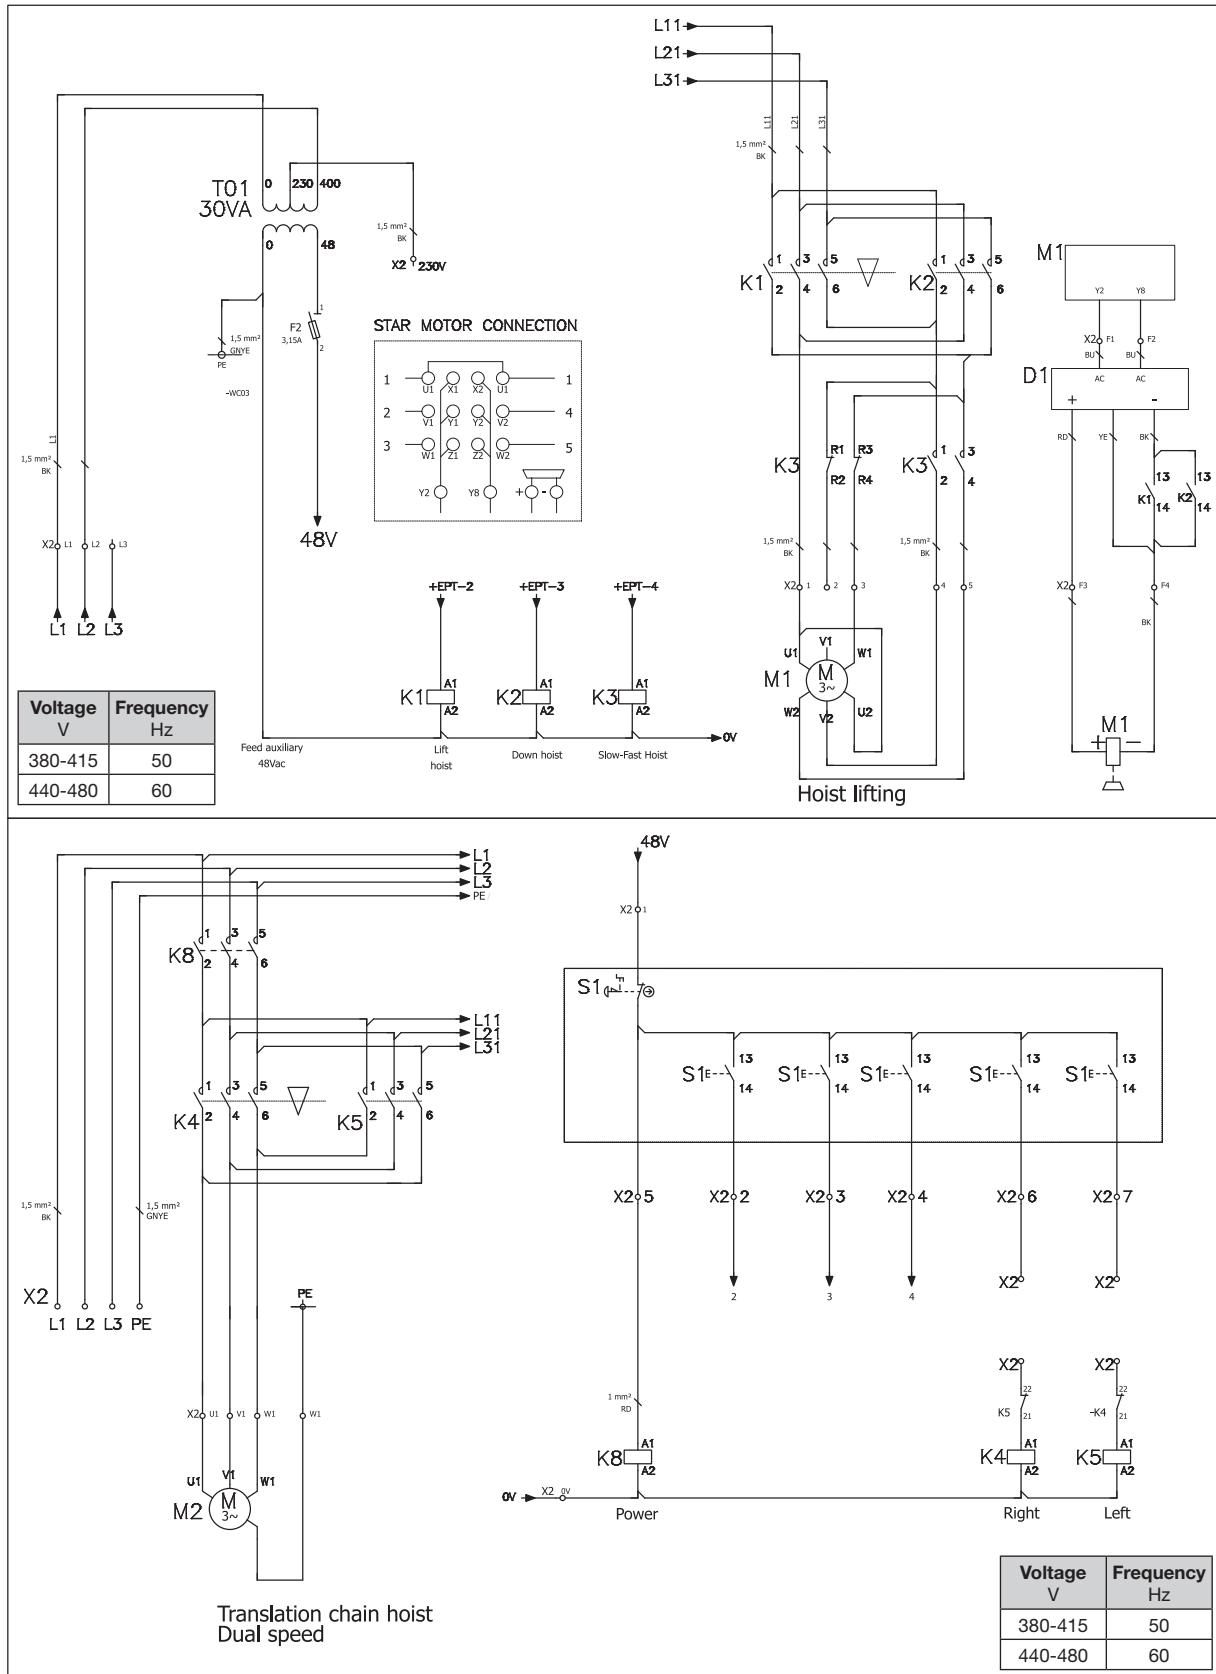 L11
L21
L31
L11
L21
L31
1,5 mm²
BK
TO1
30VA
0
230
400
0
48
1,5 mm²
BK
X2
230V
1,5 mm²
GNYE
PE
-WC03
F2
3,15A
1
2
48V
L1
1,5 mm²
BK
X2
L1
L2
L3
L1
L2
L3
STAR MOTOR CONNECTION
1
U1
X1
X2
U1
1
2
V1
Y1
Y2
V2
4
3
W1
Z1
Z2
W2
5
Y2
Y8
+
-
K1
1
3
5
2
4
6
K2
1
3
5
2
4
6
K3
R1
R3
R2
R4
K3
1
3
2
4
1,5 mm²
BK
1,5 mm²
BK
X2
1
2
3
4
5
M1
U1
V1
W1
M
3~
W2
V2
U2
Hoist lifting
M1
Y2
Y8
X2
F1
F2
BU
BU
D1
AC
AC
+
-
RD
YE
BK
13
K1
14
13
K2
14
X2
F3
F4
BK
M1
+
-
+EPT-2
+EPT-3
+EPT-4
K1
A1
A2
K2
A1
A2
K3
A1
A2
0V
Feed auxiliary
48Vac
Lift
hoist
Down hoist
Slow-Fast Hoist
Voltage
V
Frequency
Hz
380-415
50
440-480
60
L1
L2
L3
PE
K8
1
3
5
2
4
6
L11
L21
L31
K4
1
3
5
2
4
6
K5
1
3
5
2
4
6
1,5 mm²
BK
1,5 mm²
GNYE
X2
L1
L2
L3
PE
PE
X2
U1
V1
W1
W1
U1
V1
W1
M2
M
3~
Translation chain hoist
Dual speed
48V
X2
1
S1
S1
E
13
14
S1
E
13
14
S1
E
13
14
S1
E
13
14
S1
E
13
14
X2
5
X2
2
X2
3
X2
4
X2
6
X2
7
2
3
4
X2
X2
X2
X2
1 mm²
RD
K5
22
21
-K4
22
21
K8
A1
A2
K4
A1
A2
K5
A1
A2
0V
X2
0V
Power
Right
Left
Voltage
V
Frequency
Hz
380-415
50
440-480
60